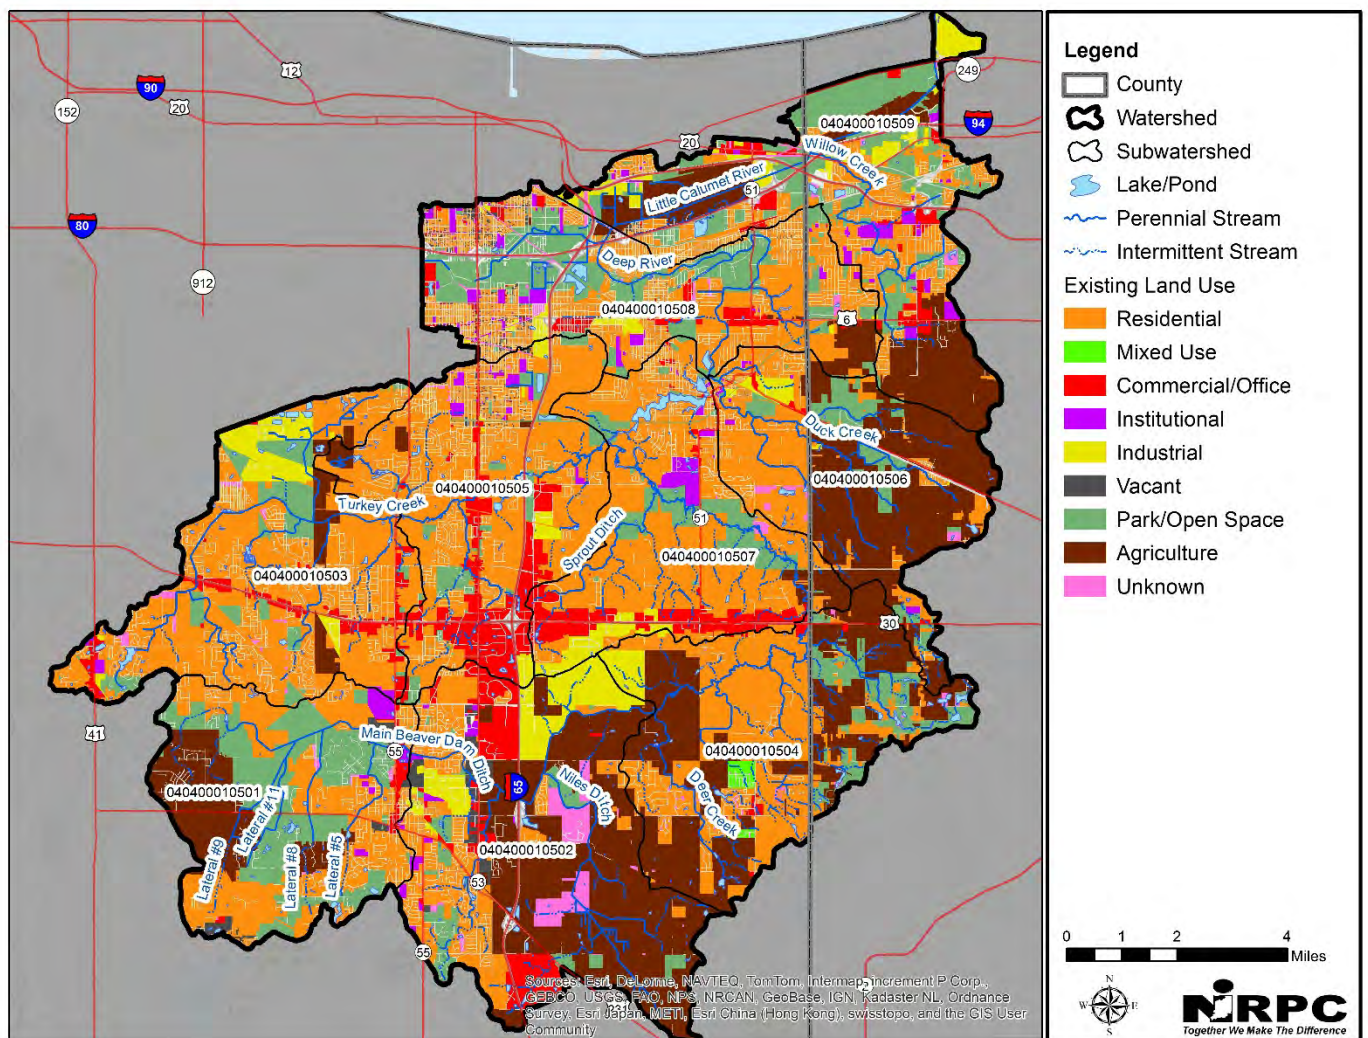 12
90
152
20
249
94
040400010509
20
Willow Creek
Little Calumet River
51
80
Deep River
912
040400010508
6
Duck Creek
040400010505
040400010506
Turkey Creek
51
Sprout Ditch
040400010507
040400010503
30
41
Main Beaver Dam Ditch
55
040400010504
65
Niles Ditch
Deer Creek
040400010501
Lateral #11
Lateral #9
Lateral #8
Lateral #5
040400010502
53
55
2
231
Sources: Esri, DeLorme, NAVTEQ, TomTom, Intermap, increment P Corp.,
GEBCO, USGS, FAO, NPS, NRCAN, GeoBase, IGN, Kadaster NL, Ordnance
Survey, Esri Japan, METI, Esri China (Hong Kong), swisstopo, and the GIS User
Community
Legend
County
Watershed
Subwatershed
Lake/Pond
Perennial Stream
Intermittent Stream
Existing Land Use
Residential
Mixed Use
Commercial/Office
Institutional
Industrial
Vacant
Park/Open Space
Agriculture
Unknown
0 1 2 4
Miles
N
W E
S
NIRPC
Together We Make The Difference